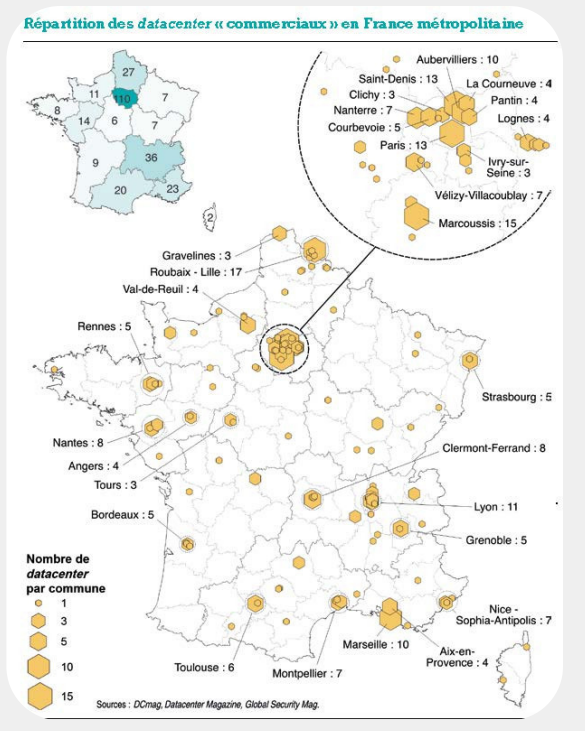 Répartition des datacenter « commerciaux » en France métropolitaine
27
11
110
7
8
14
6
7
9
36
20
23
2
Aubervilliers : 10
Saint-Denis : 13
La Courneuve : 4
Clichy : 3
Pantin : 4
Nanterre : 7
Lognes : 4
Courbevoie : 5
Paris : 13
Ivry-sur-
Seine : 3
Vélizy-Villacoublay : 7
Marcoussis : 15
Gravelines : 3
Roubaix - Lille : 17
Val-de-Reuil : 4
Rennes : 5
Strasbourg : 5
Nantes : 8
Clermont-Ferrand : 8
Angers : 4
Tours : 3
Lyon : 11
Bordeaux : 5
Grenoble : 5
Nombre de
datacenter
par commune
1
3
5
10
15
Nice -
Sophia-Antipolis : 7
Marseille : 10
Aix-en-
Provence : 4
Toulouse : 6
Montpellier : 7
Sources : DCmag, Datacenter Magazine, Global Security Mag.